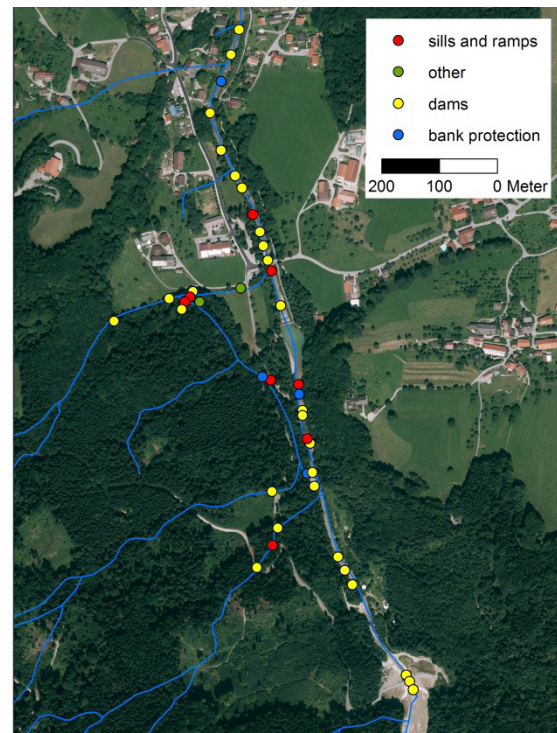 sills and ramps
other
dams
bank protection
200 100 0 Meter